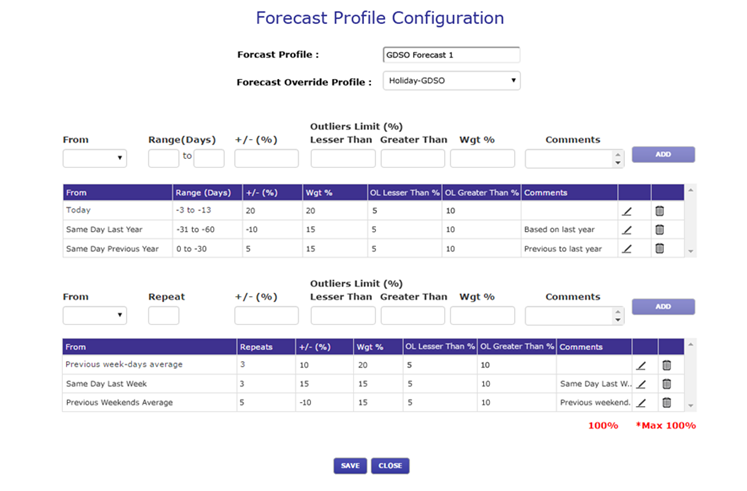 Forecast Profile Configuration
Forcast Profile : GDSO Forecast 1
Forecast Override Profile : Holiday-GDSO
Outliers Limit (%)
From Range(Days) +/- (%) Lesser Than Greater Than Wgt % Comments
to ADD
From Range (Days) +/- (%) Wgt % OL Lesser Than % OL Greater Than % Comments
Today -3 to -13 20 20 5 10
Same Day Last Year -31 to -60 -10 15 5 10 Based on last year
Same Day Previous Year 0 to -30 5 15 5 10 Previous to last year
Outliers Limit (%)
From Repeat +/- (%) Lesser Than Greater Than Wgt % Comments
ADD
From Repeats +/- (%) Wgt % OL Lesser Than % OL Greater Than % Comments
Previous week-days average 3 10 20 5 10
Same Day Last Week 3 15 15 5 10 Same Day Last W..
Previous Weekends Average 5 -10 15 5 10 Previous weekend.
100% *Max 100%
SAVE CLOSE